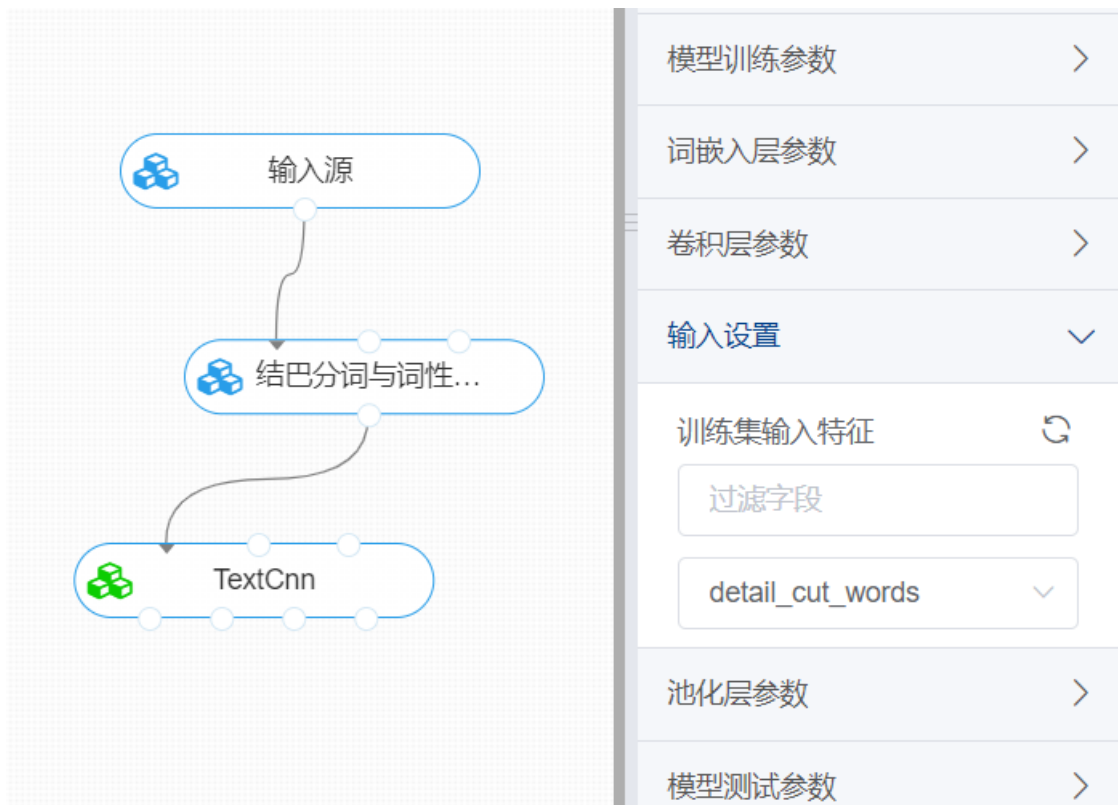 输入源
结巴分词与词性...
TextCnn
模型训练参数
词嵌入层参数
卷积层参数
输入设置
训练集输入特征
过滤字段
detail_cut_words
池化层参数
模型测试参数